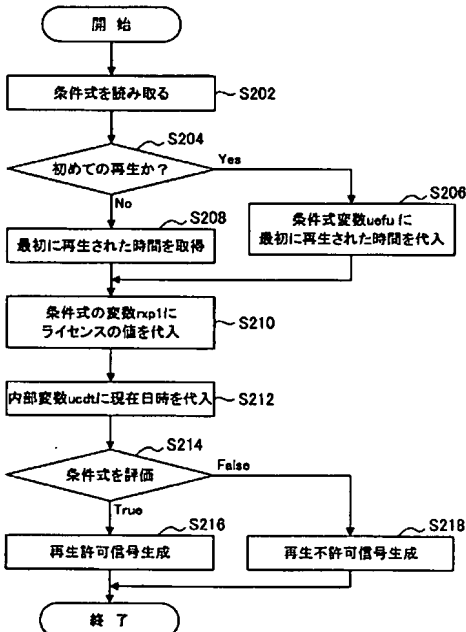 開 始
条件式を読み取る
S202
S204
初めての再生か？
Yes
No
S206
条件式変数uefu に
最初に再生された時間を代入
S208
最初に再生された時間を取得
条件式の変数rxp1に
ライセンスの値を代入
S210
内部変数ucdtに現在日時を代入
S212
S214
条件式を評価
False
True
S216
再生許可信号生成
S218
再生不許可信号生成
終 了